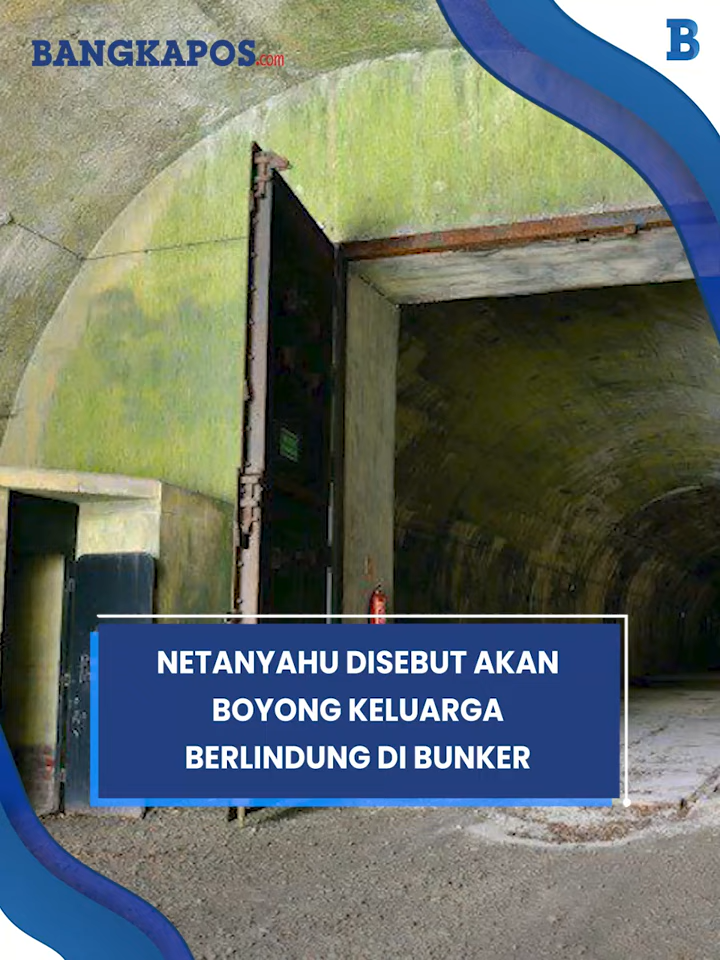 BANGKAPOS.com
B
NETANYAHU DISEBUT AKAN
BOYONG KELUARGA
BERLINDUNG DI BUNKER